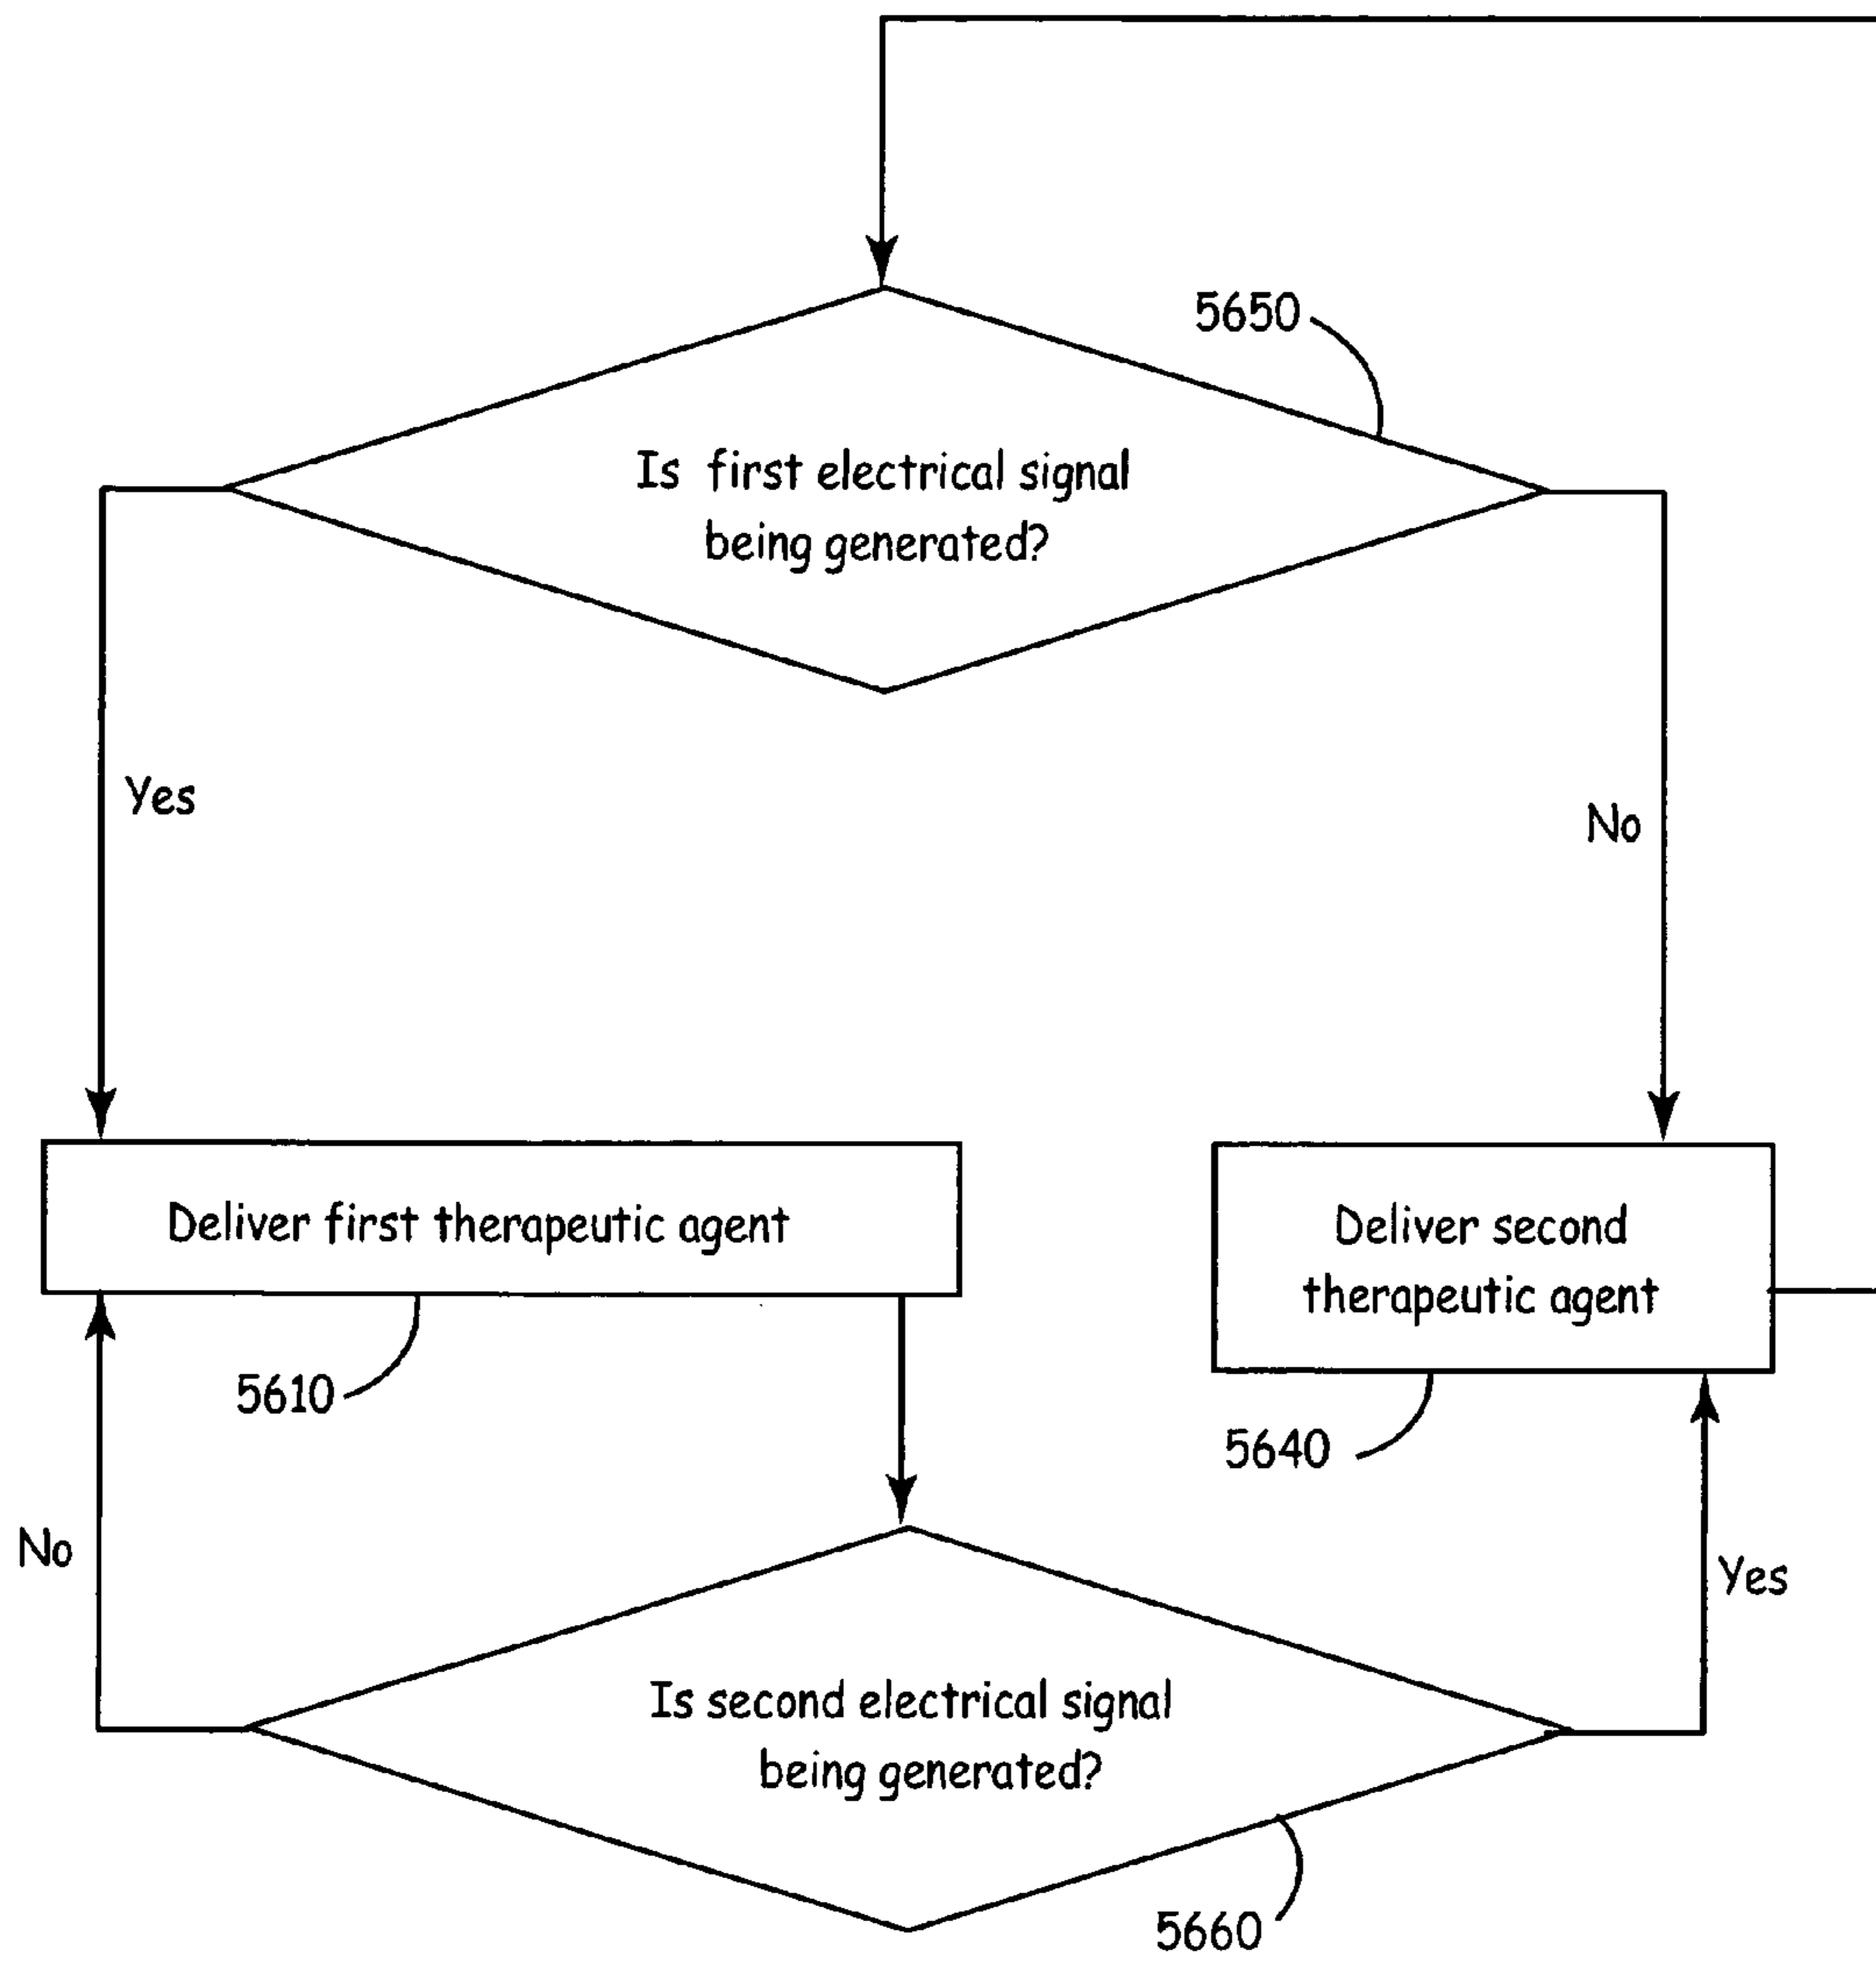 5650
Is first electrical signal
being generated?
Yes
No
Deliver first therapeutic agent
Deliver second
therapeutic agent
5610
5640
No
Yes
Is second electrical signal
being generated?
5660